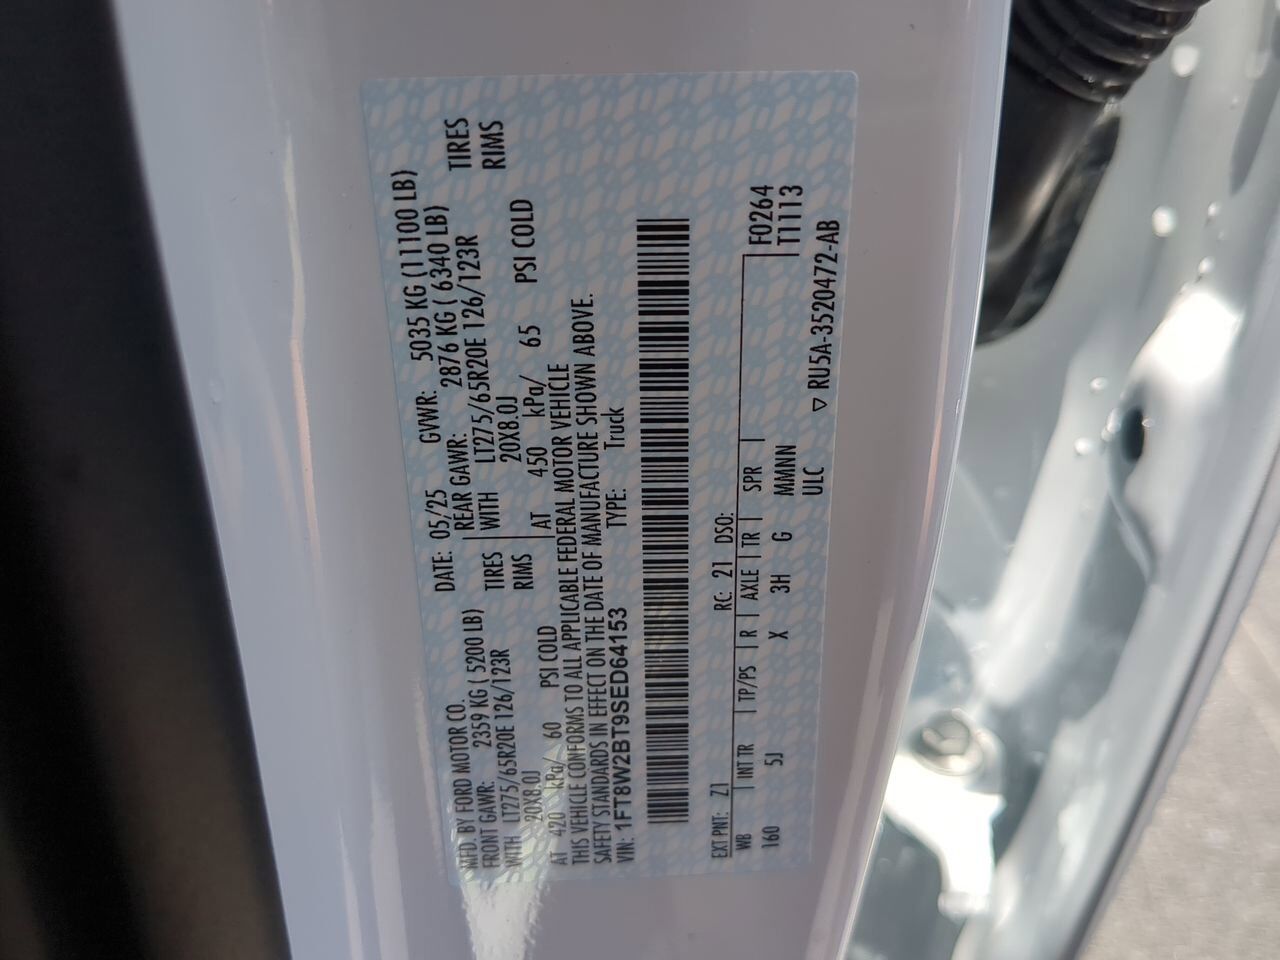 MFD. BY FORD MOTOR CO.
DATE: 05/25 GVWR: 5035 KG (11100 LB)
FRONT GAWR: 2359 KG ( 5200 LB) REAR GAWR: 2876 KG ( 6340 LB)
WITH LT275/65R20E 126/123R TIRES WITH LT275/65R20E 126/123R TIRES
20X8.0J RIMS 20X8.0J RIMS
AT 420 kPa/ 60 PSI COLD AT 450 kPa/ 65 PSI COLD
THIS VEHICLE CONFORMS TO ALL APPLICABLE FEDERAL MOTOR VEHICLE
SAFETY STANDARDS IN EFFECT ON THE DATE OF MANUFACTURE SHOWN ABOVE.
VIN: 1FT8W2BT9SED64153 TYPE: Truck
EXT PNT: Z1 RC: 21 DSO:
WB INT TR TP/PS R AXLE TR SPR F0264
160 5J X 3H G MMNN T1113
ULC
▽ RU5A-3520472-AB